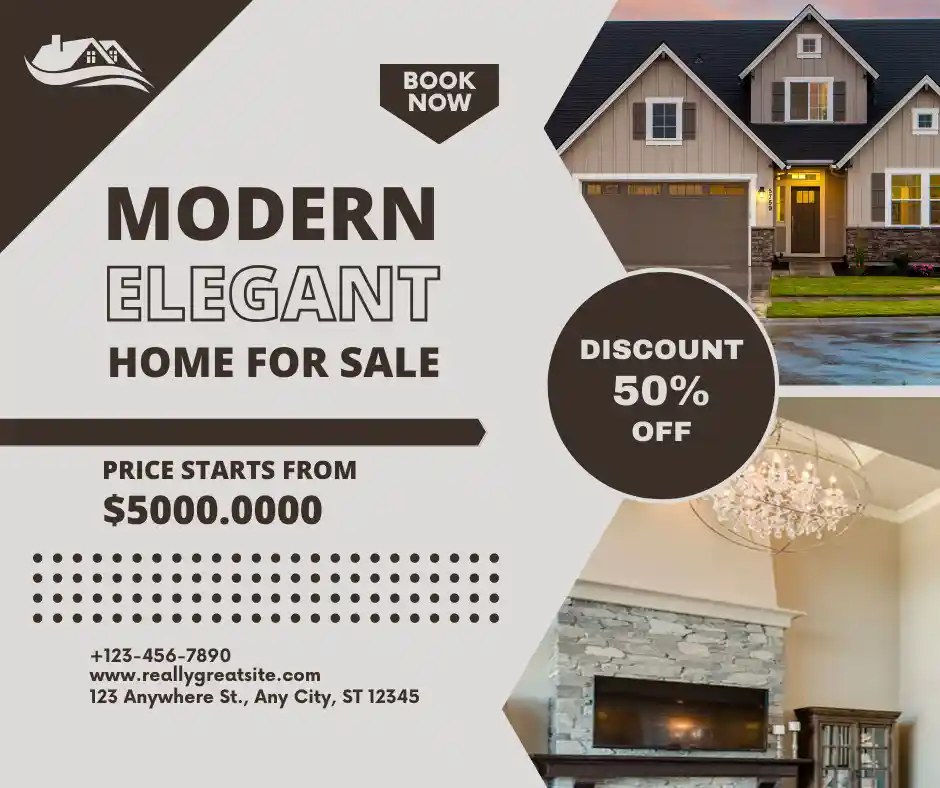 BOOK
NOW
MODERN
ELEGANT
HOME FOR SALE
DISCOUNT
50%
OFF
PRICE STARTS FROM
$5000.0000
+123-456-7890
www.reallygreatsite.com
123 Anywhere St., Any City, ST 12345